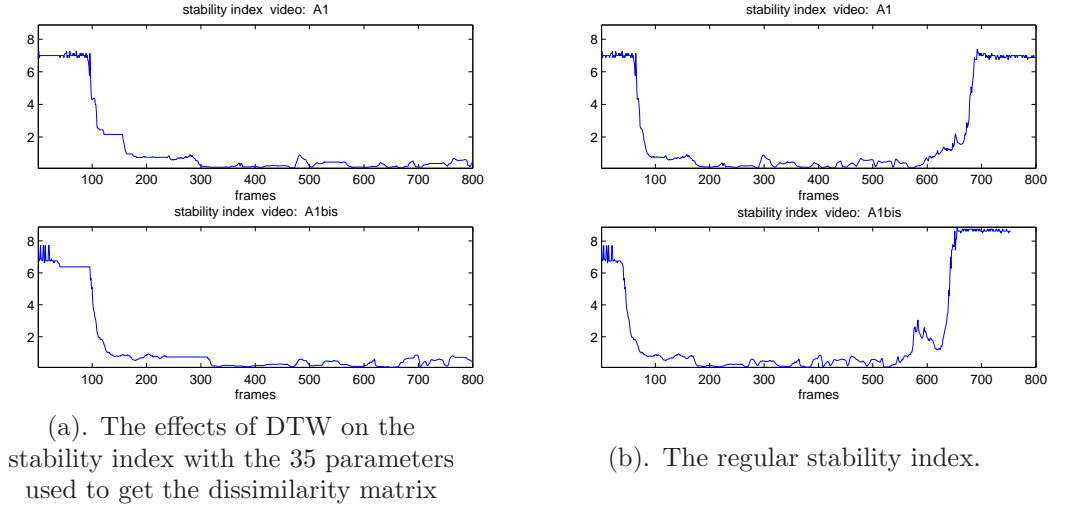 stability index video: A1
8
6
4
2
100 200 300 400 500 600 700 800
frames
stability index video: A1bis
8
6
4
2
100 200 300 400 500 600 700 800
frames
(a). The effects of DTW on the
stability index with the 35 parameters
used to get the dissimilarity matrix
stability index video: A1
8
6
4
2
100 200 300 400 500 600 700 800
frames
stability index video: A1bis
8
6
4
2
100 200 300 400 500 600 700 800
frames
(b). The regular stability index.